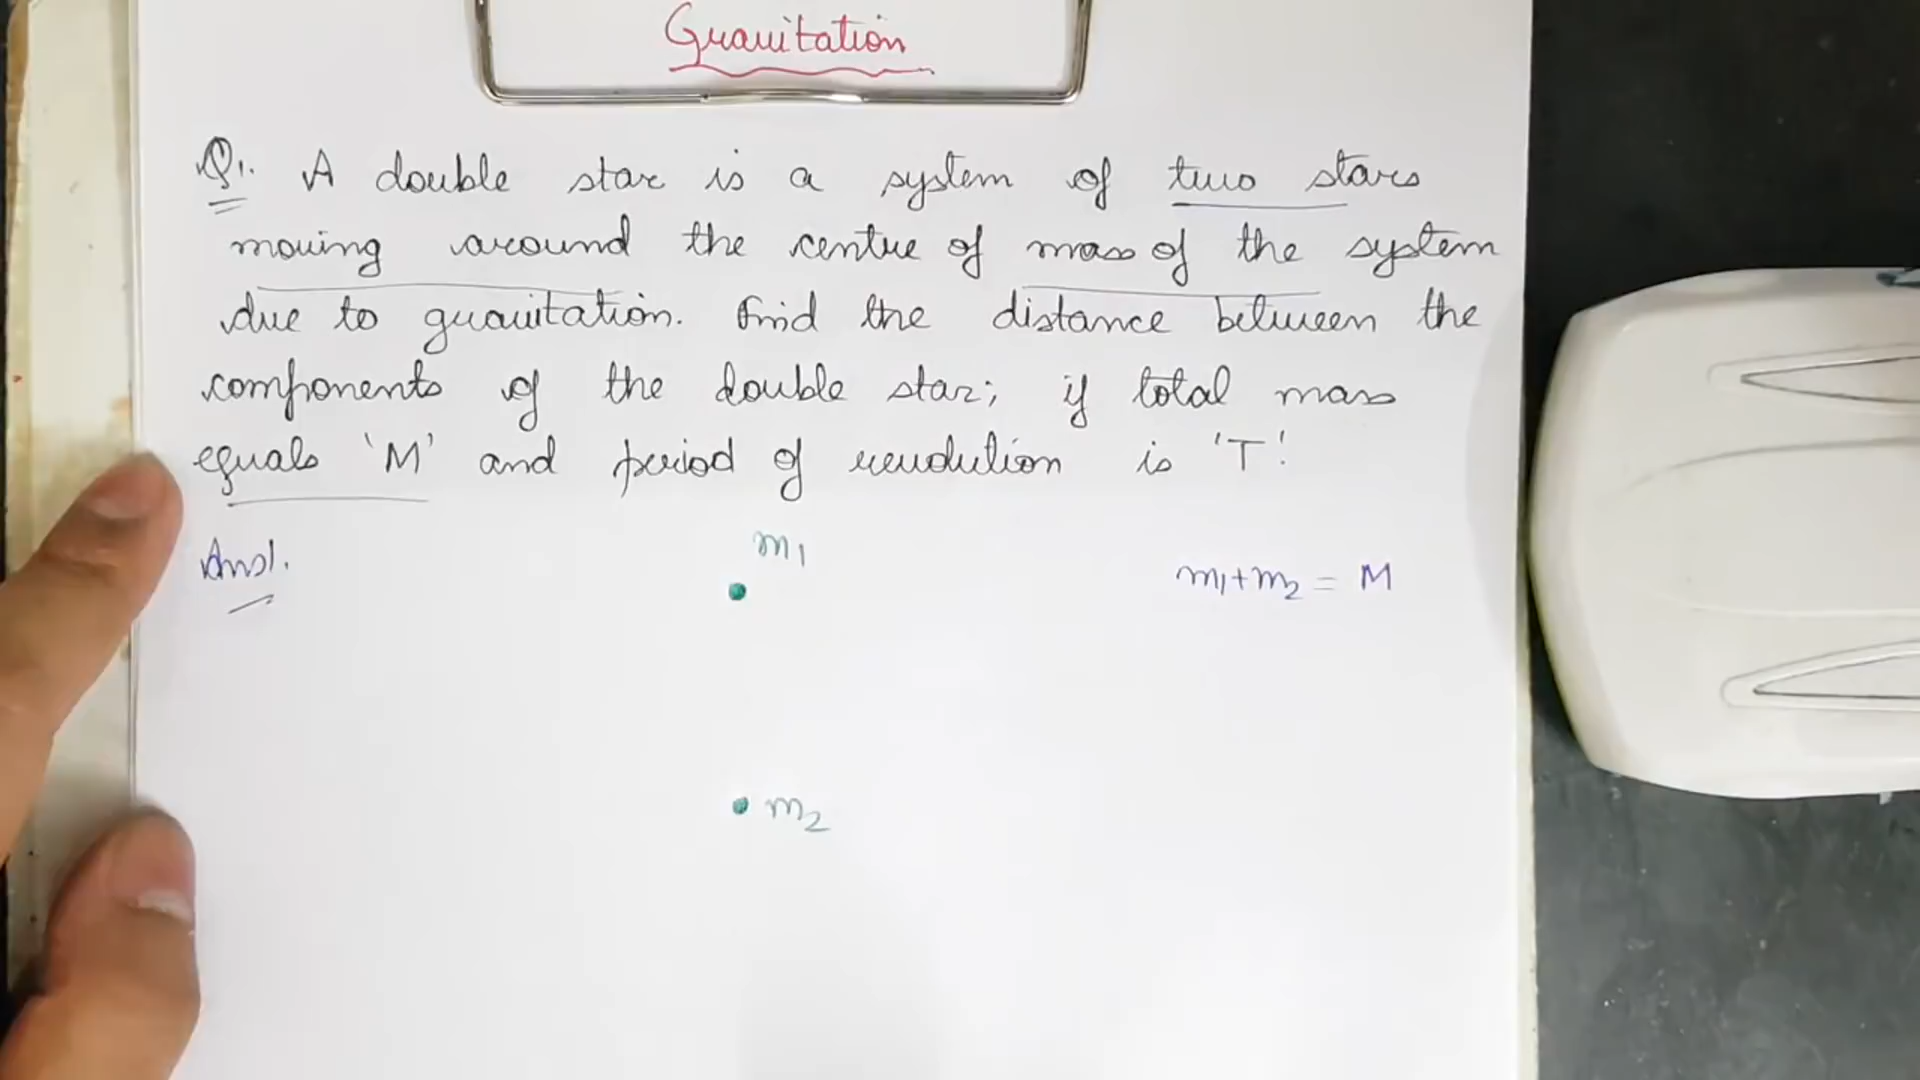 Gravitation
Q1. A double star is a system of two stars
moving around the centre of mass of the system
due to gravitation. Find the distance between the
components of the double star; if total mass
equals 'M' and period of revolution is 'T'.
Ans1.
m1
m1+m2 = M
m2